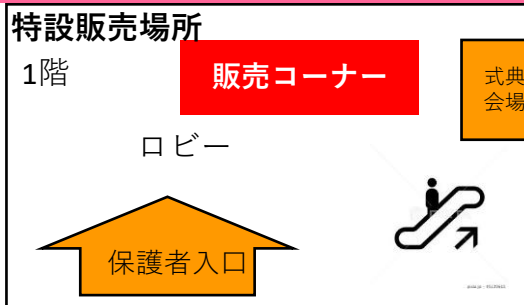 特設販売場所
1階
販売コーナー
式典
会場
ロビー
保護者入口